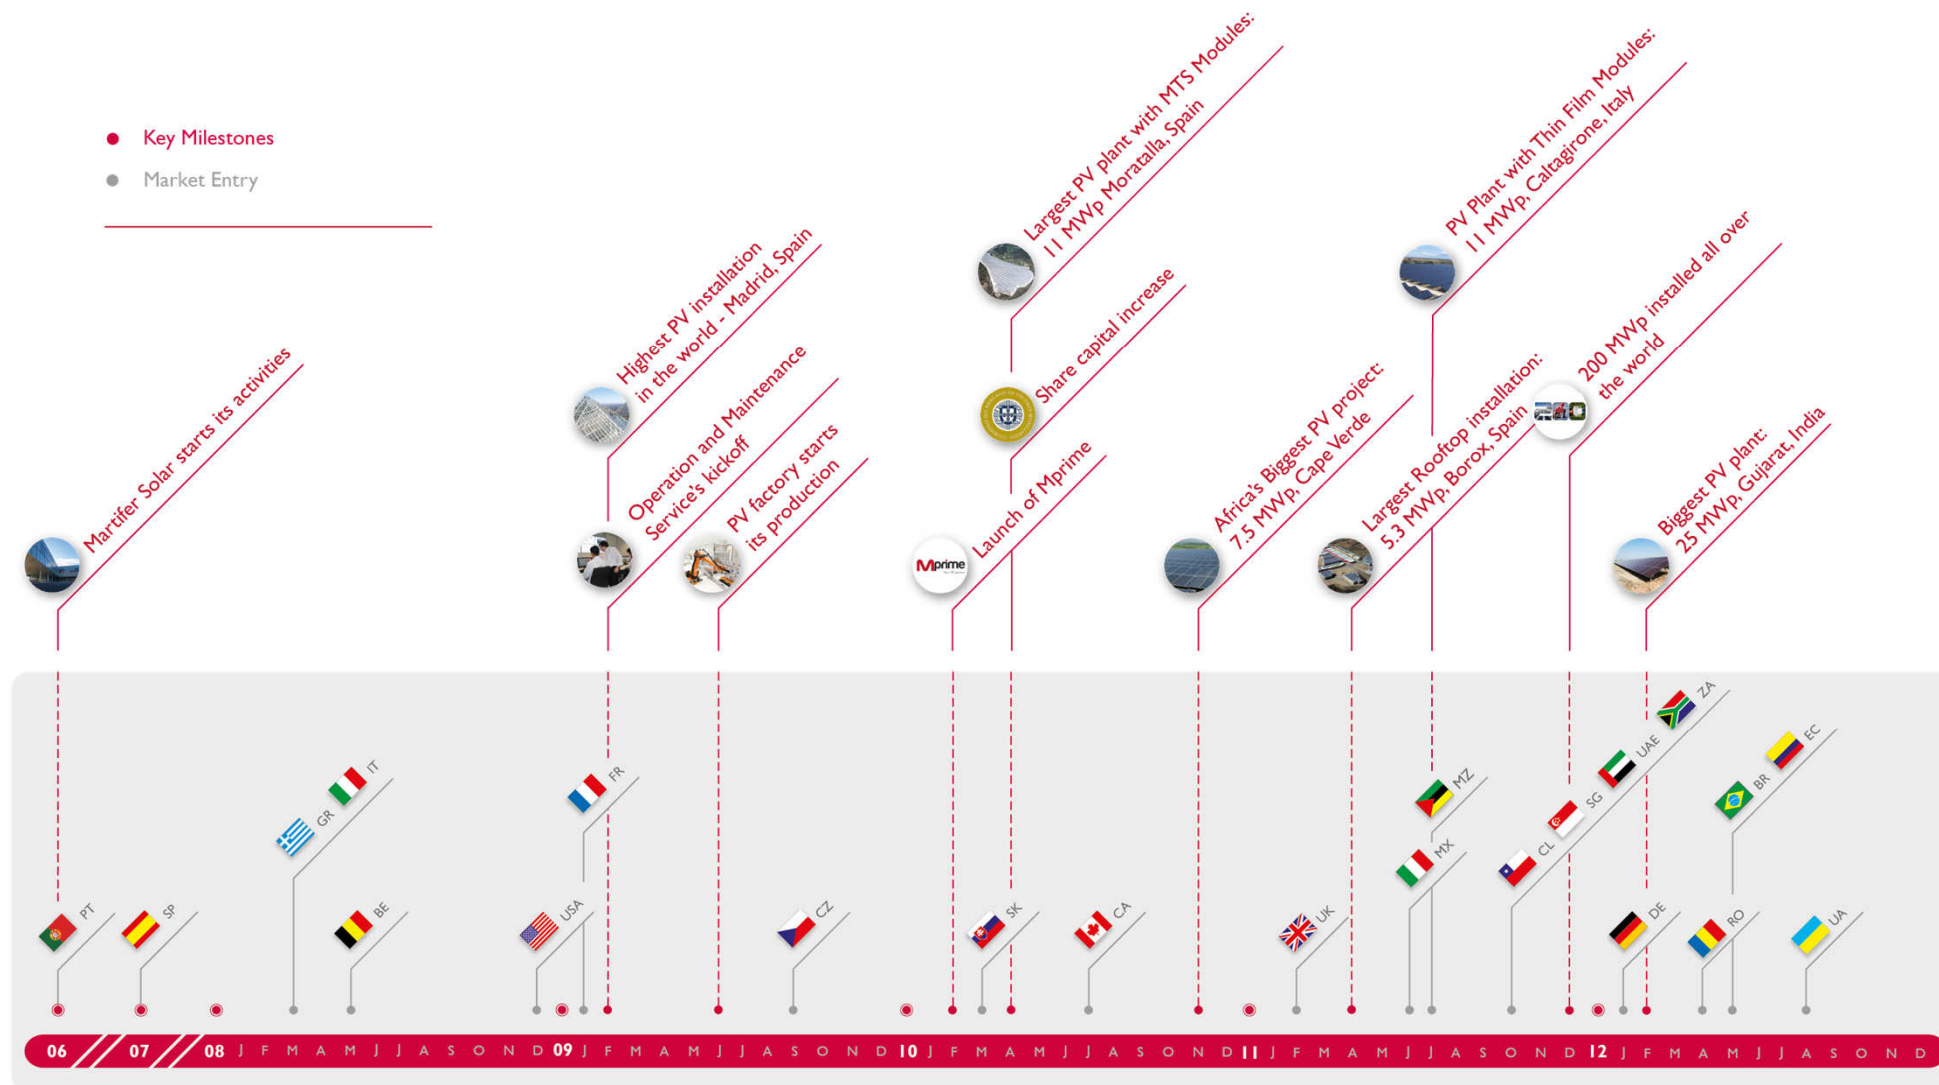 Key Milestones
Market Entry
Martifer Solar starts its activities
Highest PV installation
in the world - Madrid, Spain
Operation and Maintenance
Service's kickoff
PV factory starts
its production
Largest PV plant with MTS Modules:
11 MWp Moratalla, Spain
Share capital increase
Mprime
Launch of Mprime
Africa's Biggest PV project:
7.5 MWp, Cape Verde
PV Plant with Thin Film Modules:
11 MWp, Caltagirone, Italy
Largest Rooftop installation:
5.3 MWp, Borox, Spain
200 MWp installed all over
the world
Biggest PV plant:
25 MWp, Gujarat, India
PT
SP
GR
IT
BE
USA
FR
CZ
SK
CA
UK
MX
MZ
CL
SG
UAE
ZA
DE
RO
BR
EC
UA
06 07 08 J F M A M J J A S O N D 09 J F M A M J J A S O N D 10 J F M A M J J A S O N D 11 J F M A M J J A S O N D 12 J F M A M J J A S O N D